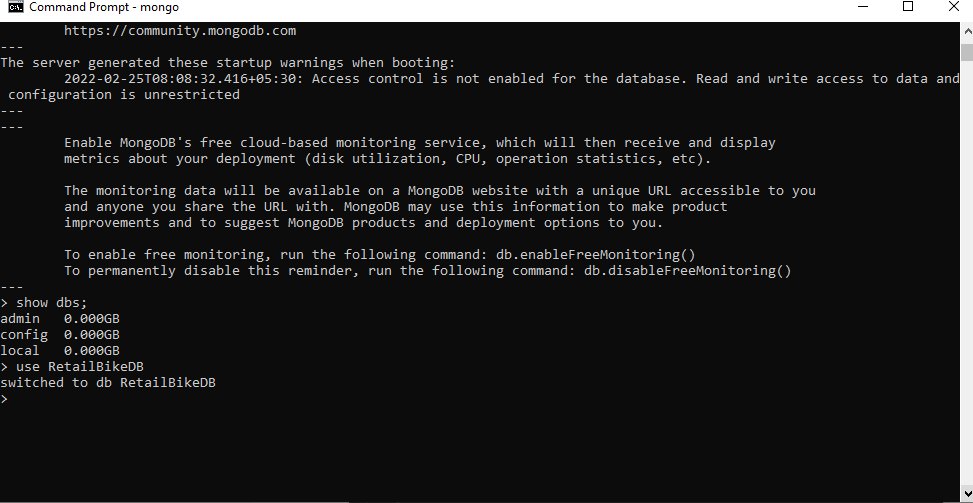 Command Prompt - mongo
https://community.mongodb.com
---
The server generated these startup warnings when booting:
2022-02-25T08:08:32.416+05:30: Access control is not enabled for the database. Read and write access to data and
configuration is unrestricted
---
---
Enable MongoDB's free cloud-based monitoring service, which will then receive and display
metrics about your deployment (disk utilization, CPU, operation statistics, etc).
The monitoring data will be available on a MongoDB website with a unique URL accessible to you
and anyone you share the URL with. MongoDB may use this information to make product
improvements and to suggest MongoDB products and deployment options to you.
To enable free monitoring, run the following command: db.enableFreeMonitoring()
To permanently disable this reminder, run the following command: db.disableFreeMonitoring()
---
> show dbs;
admin   0.000GB
config  0.000GB
local   0.000GB
> use RetailBikeDB
switched to db RetailBikeDB
>